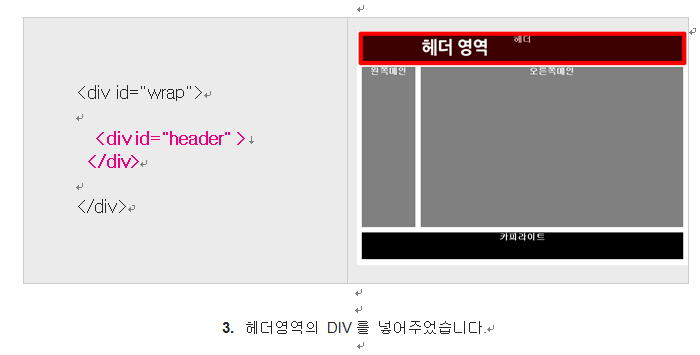 <div id="wrap">
<div id="header" >
</div>
</div>
헤더 영역
헤더
왼쪽메인
오른쪽메인
카피라이트
3. 헤더영역의 DIV를 넣어주었습니다.